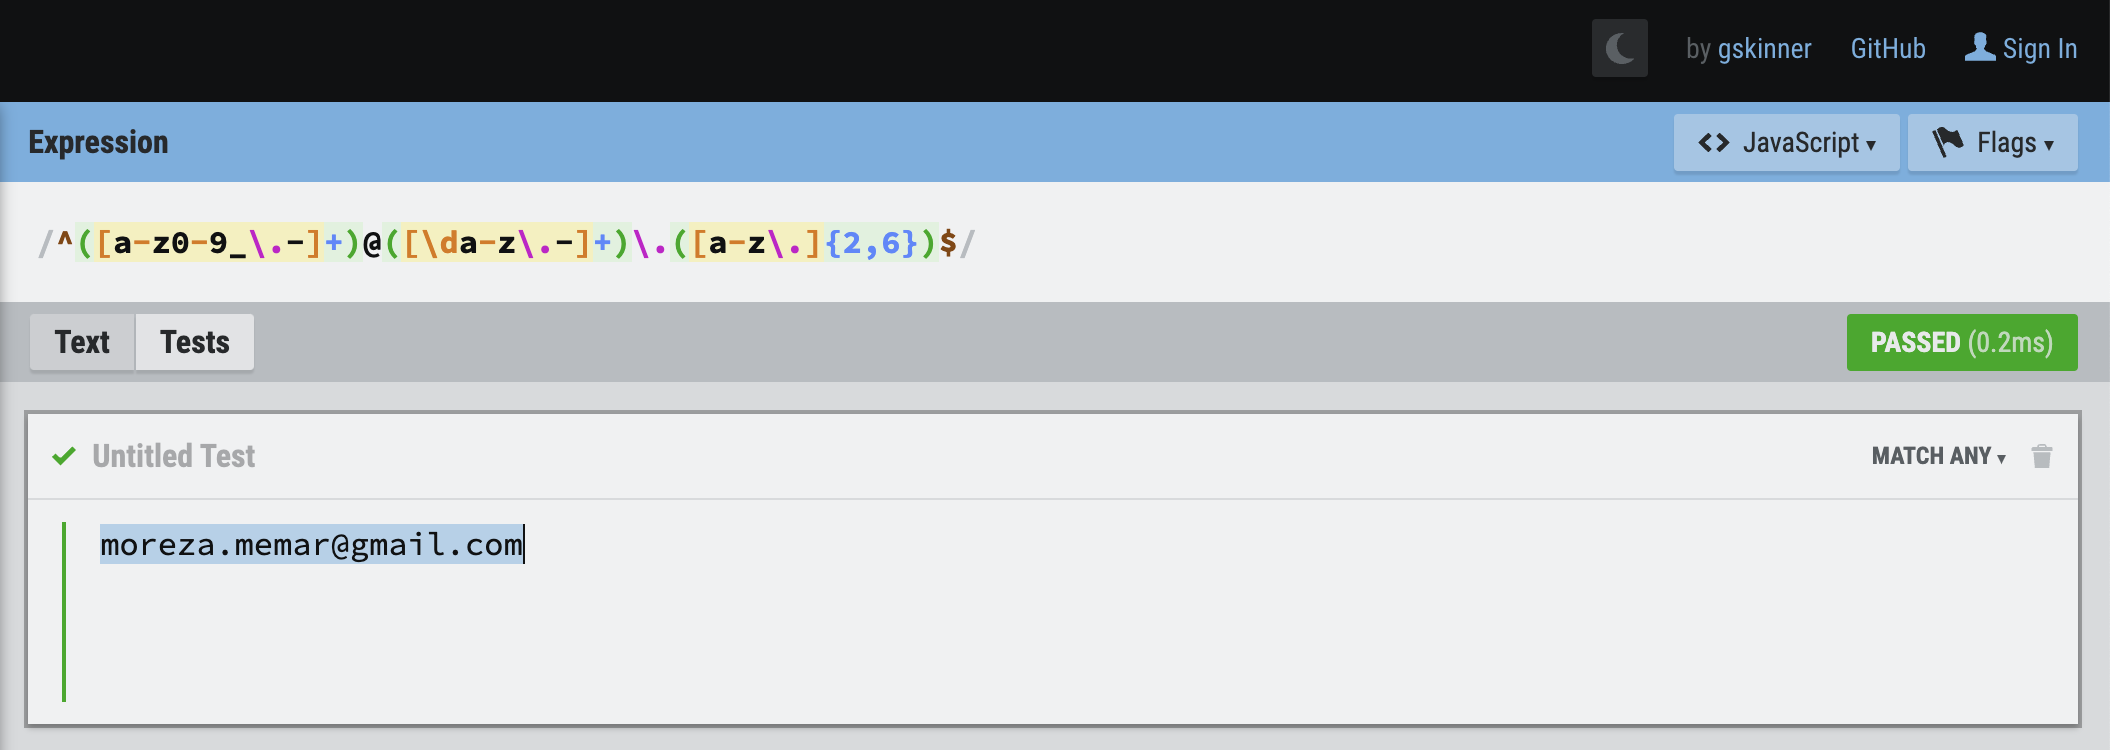 by gskinner GitHub Sign In
Expression JavaScript ▾ Flags ▾
/^([a-z0-9_\.-]+)@([\da-z\.-]+)\.([a-z\.]{2,6})$/
Text Tests PASSED (0.2ms)
Untitled Test MATCH ANY ▾
moreza.memar@gmail.com